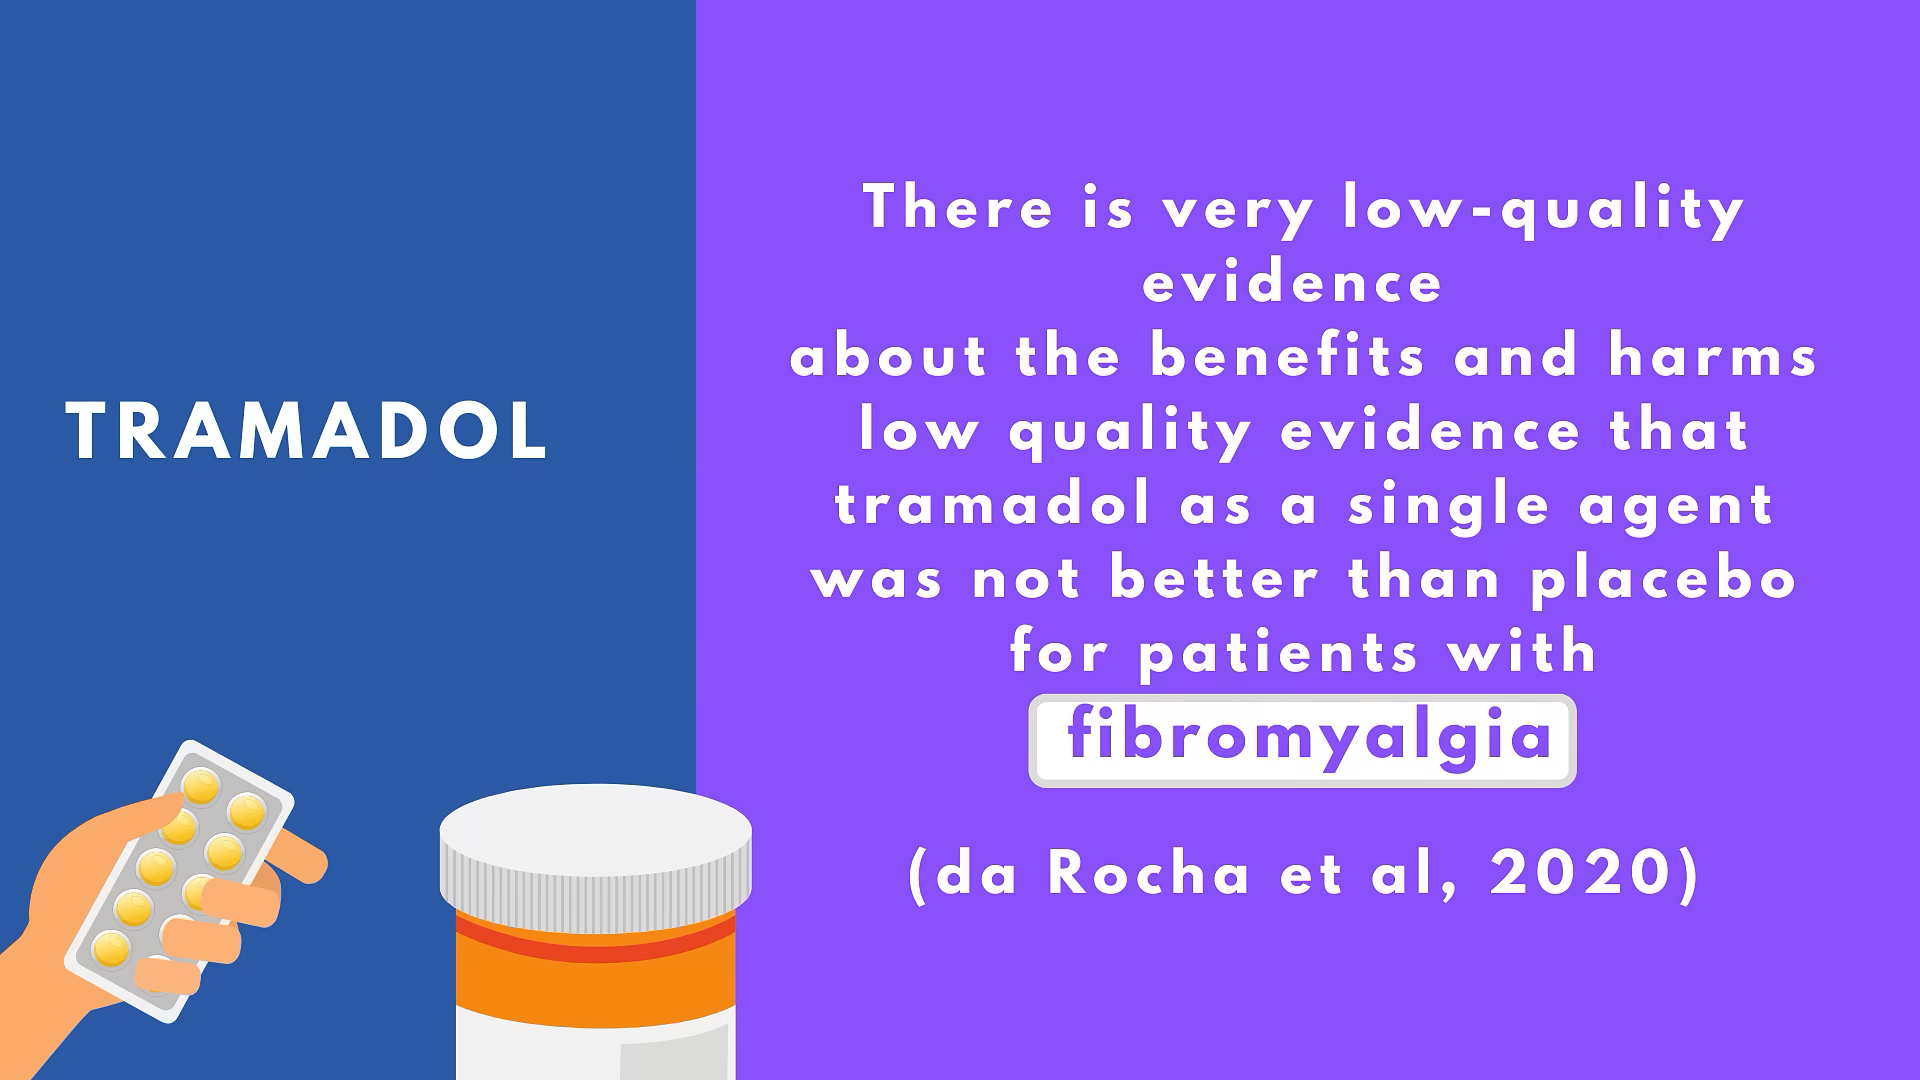 TRAMADOL
There is very low-quality
evidence
about the benefits and harms
low quality evidence that
tramadol as a single agent
was not better than placebo
for patients with
fibromyalgia
(da Rocha et al, 2020)